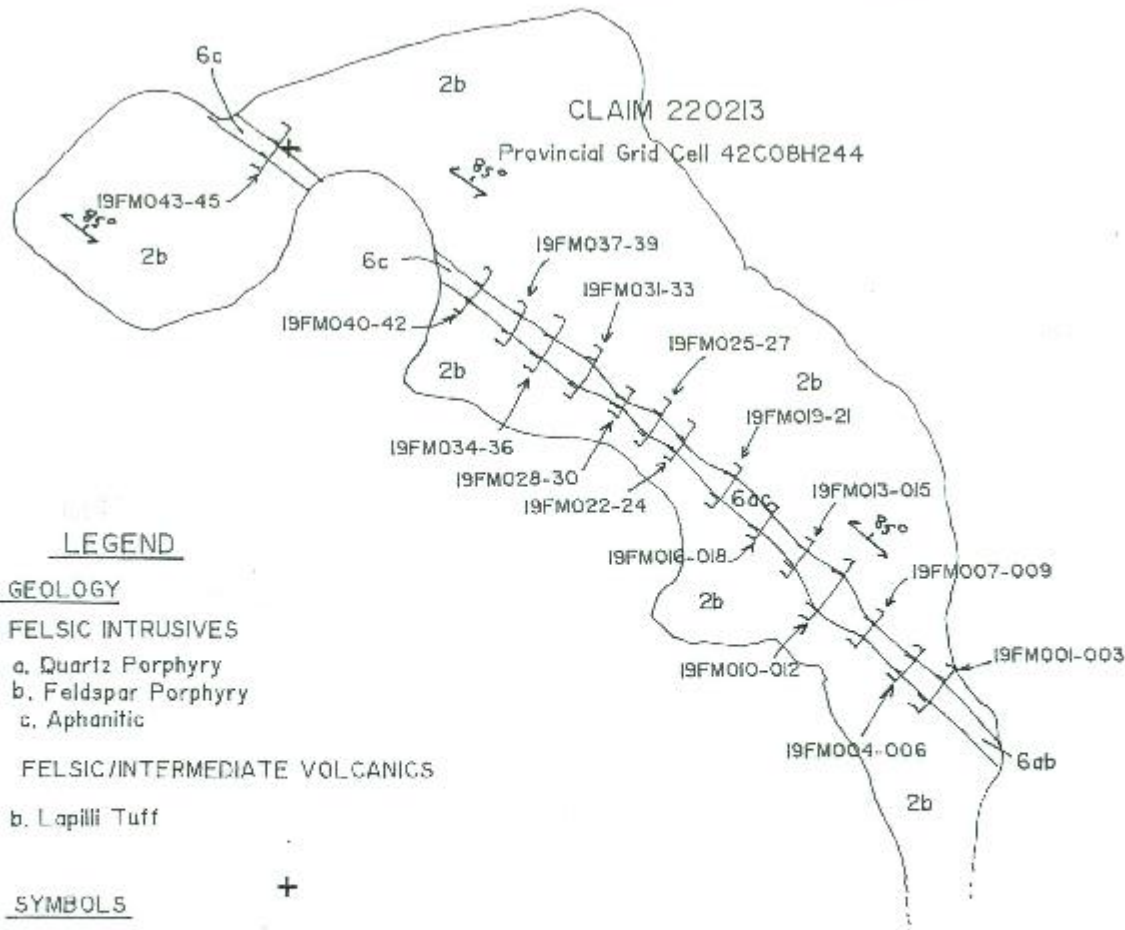 6c
2b
CLAIM 220213
Provincial Grid Cell 42C08H244
85°
19FM043-45
85°
2b
19FM037-39
6c
19FM031-33
19FM040-42
19FM025-27
2b
2b
19FM019-21
19FM034-36
19FM028-30
19FM022-24
6ac
19FM013-015
85°
19FM016-018
19FM007-009
2b
19FM010-012
19FM001-003
19FM004-006
6ab
2b
LEGEND
GEOLOGY
FELSIC INTRUSIVES
a. Quartz Porphyry
b. Feldspar Porphyry
c. Aphanitic
FELSIC/INTERMEDIATE VOLCANICS
b. Lapilli Tuff
SYMBOLS